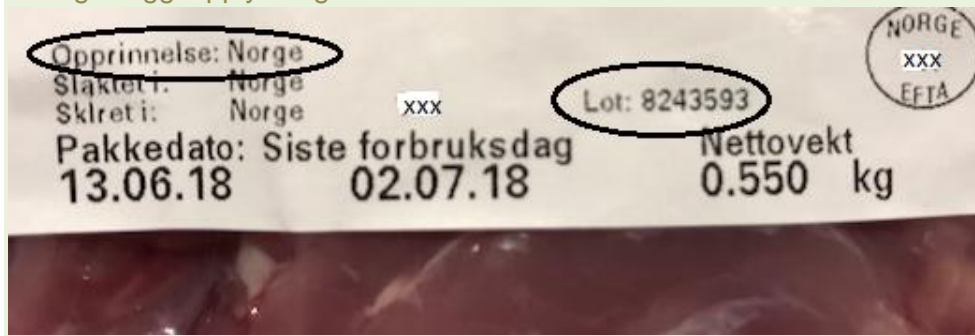 Opprinnelse: Norge
Slaktet i: Norge
Sklret i: Norge
xxx
Lot: 8243593
NORGE
xxx
EFTA
Pakkedato: Siste forbruksdag
Nettovekt
13.06.18 02.07.18 0.550 kg